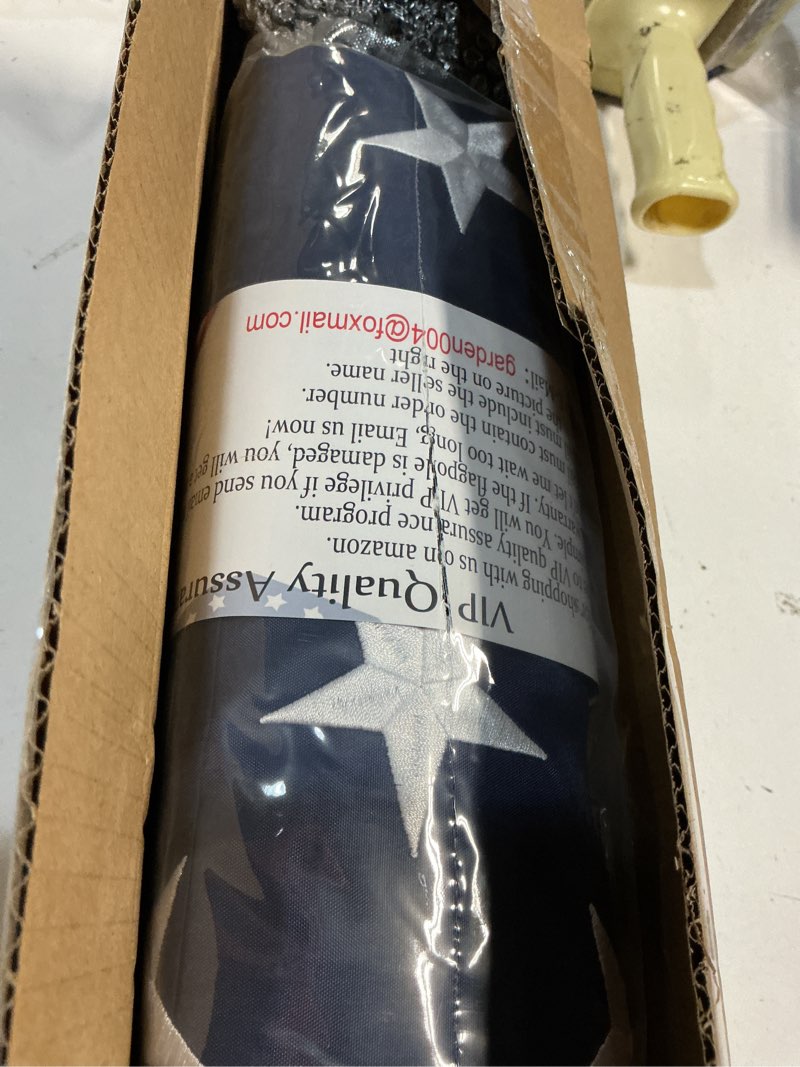 VIP Quality Assura
shopping with us on amazon.
VIP quality assurance program.
You will get VIP privilege if you send
If the flagpole is damaged, you will get
let me wait too long, Email us now!
must contain the order number.
must include the seller name.
picture on the right
Mail: garden004@foxmail.com